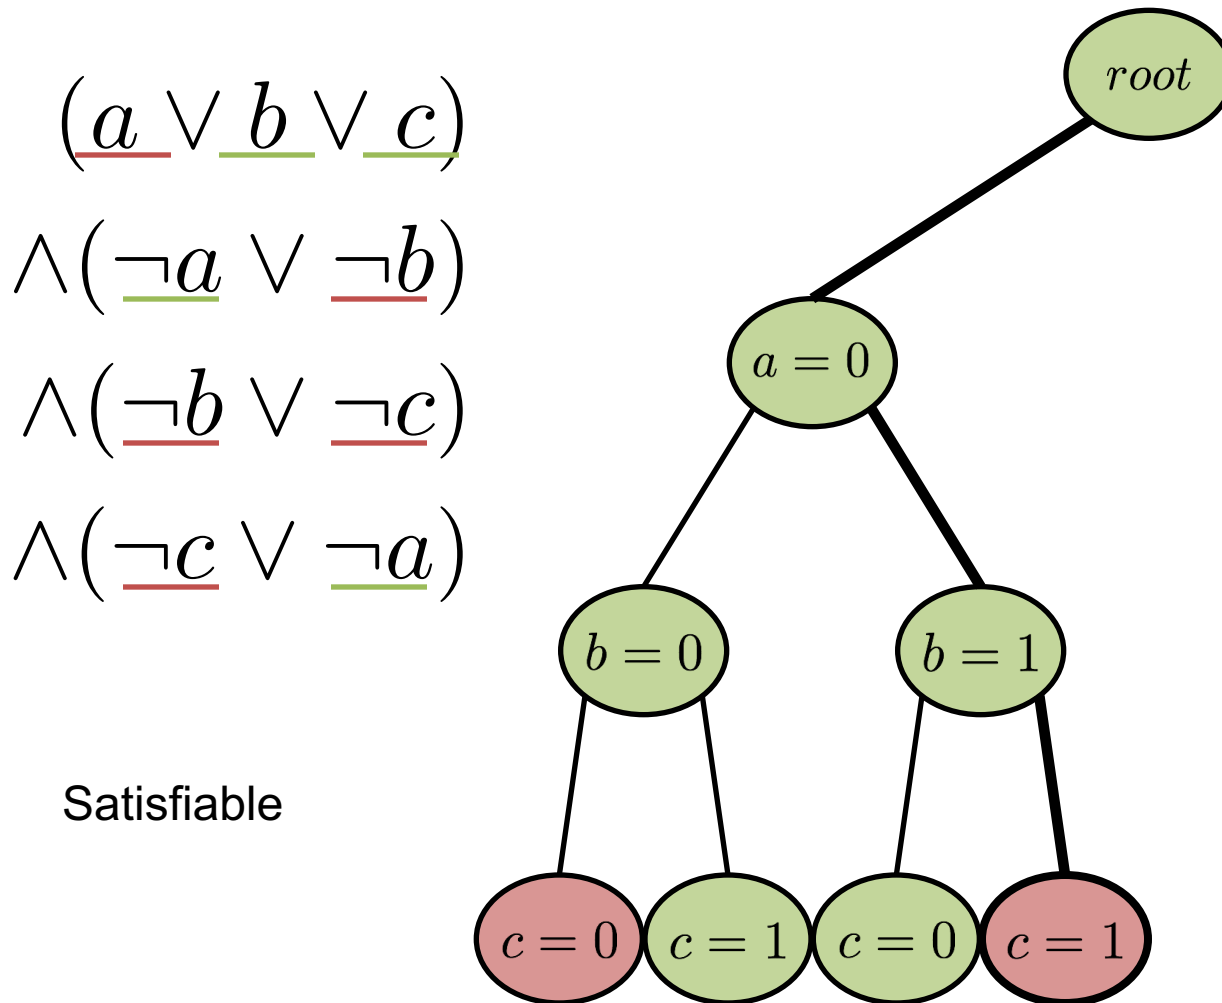 (a ∨ b ∨ c)
∧(¬a ∨ ¬b)
∧(¬b ∨ ¬c)
∧(¬c ∨ ¬a)
Satisfiable
root
a = 0
b = 0
b = 1
c = 0
c = 1
c = 0
c = 1